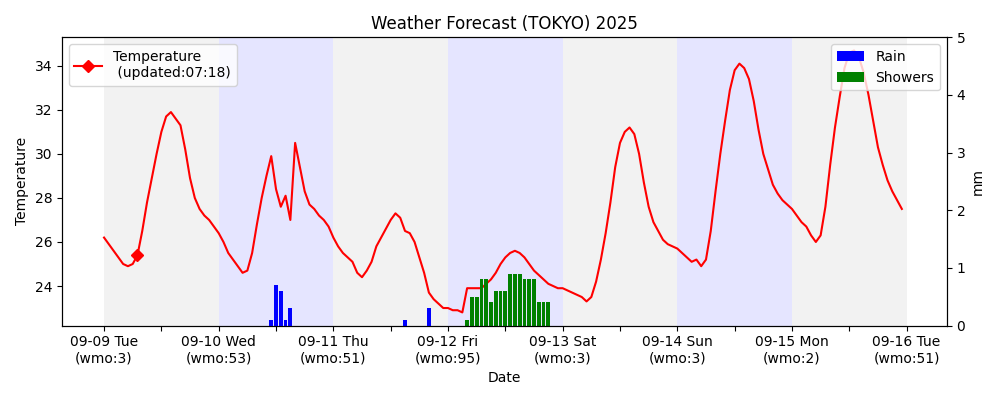 Weather Forecast (TOKYO) 2025
Temperature
(updated:07:18)
Rain
Showers
Temperature
34
32
30
28
26
24
5
4
3
2
1
0
mm
09-09 Tue
(wmo:3)
09-10 Wed
(wmo:53)
09-11 Thu
(wmo:51)
09-12 Fri
(wmo:95)
09-13 Sat
(wmo:3)
09-14 Sun
(wmo:3)
09-15 Mon
(wmo:2)
09-16 Tue
(wmo:51)
Date